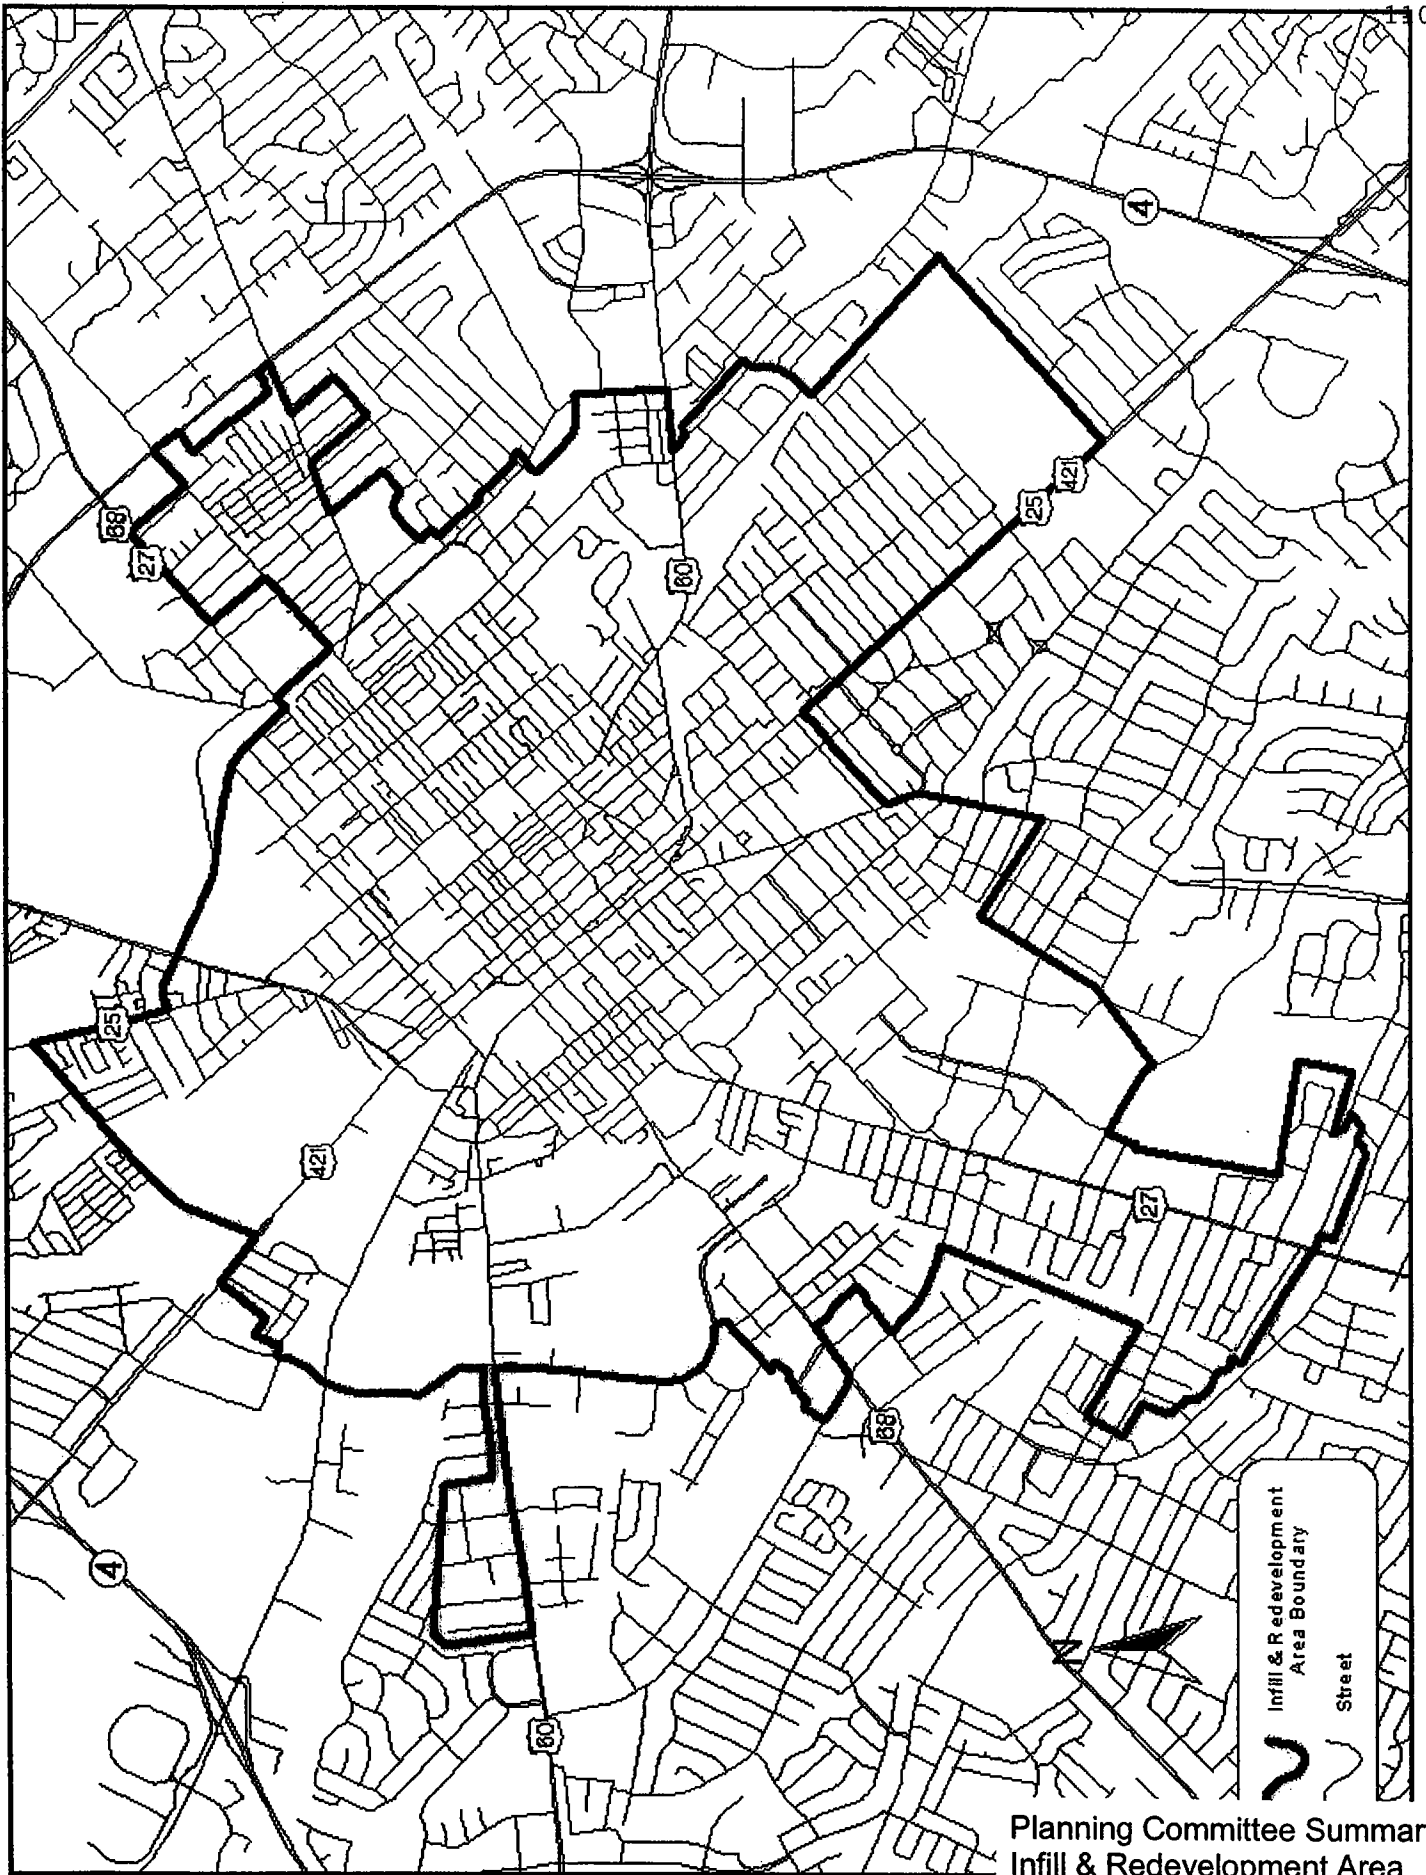 110
4
68
27
60
421
25
25
421
27
68
4
60
N
Infill & Redevelopment
Area Boundary
Street
Planning Committee Summar
Infill & Redevelopment Area